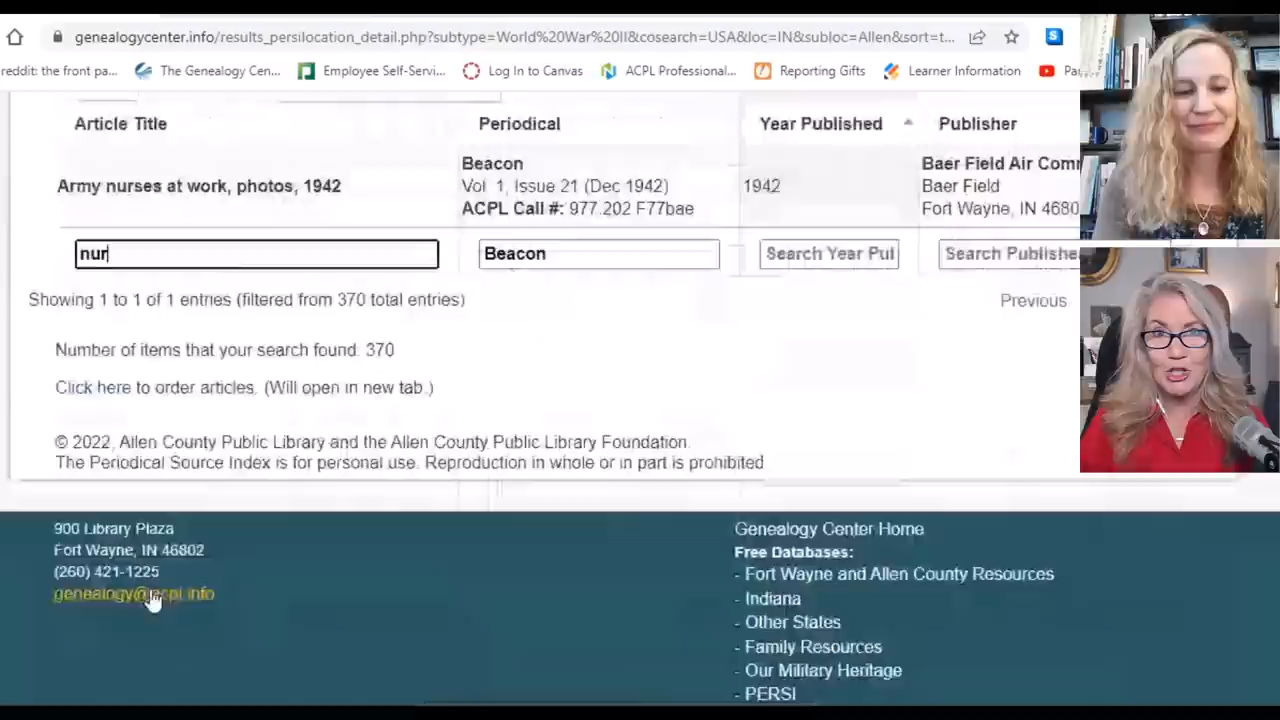 genealogycenter.info/results_persilocation_detail.php?subtype=World%20War%20II&cosearch=USA&loc=IN&subloc=Allen&sort=t...
S
reddit: the front pa... The Genealogy Cen... Employee Self-Servi... Log In to Canvas ACPL Professional... Reporting Gifts Learner Information
Article Title Periodical Year Published Publisher
Army nurses at work, photos, 1942
Beacon
Vol. 1, Issue 21 (Dec 1942)
ACPL Call #: 977.202 F77bae
1942
Baer Field Air Comm
Baer Field
Fort Wayne, IN 4680
nur Beacon Search Year Pul Search Publishe
Showing 1 to 1 of 1 entries (filtered from 370 total entries) Previous
Number of items that your search found: 370
Click here to order articles. (Will open in new tab.)
© 2022, Allen County Public Library and the Allen County Public Library Foundation.
The Periodical Source Index is for personal use. Reproduction in whole or in part is prohibited
900 Library Plaza
Fort Wayne, IN 46802
(260) 421-1225
genealogy@acpl.info
Genealogy Center Home
Free Databases:
- Fort Wayne and Allen County Resources
- Indiana
- Other States
- Family Resources
- Our Military Heritage
- PERSI